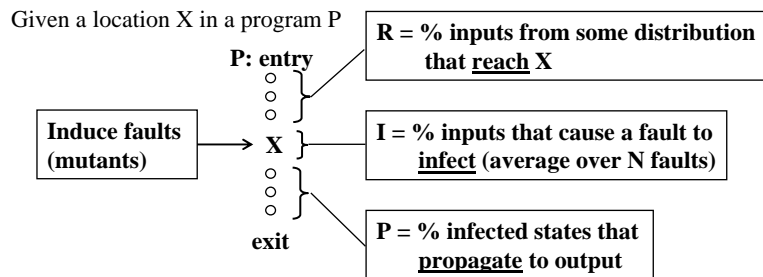 Given a location X in a program P
P: entry
R = % inputs from some distribution
that reach X
Induce faults
(mutants)
X
I = % inputs that cause a fault to
infect (average over N faults)
P = % infected states that
propagate to output
exit